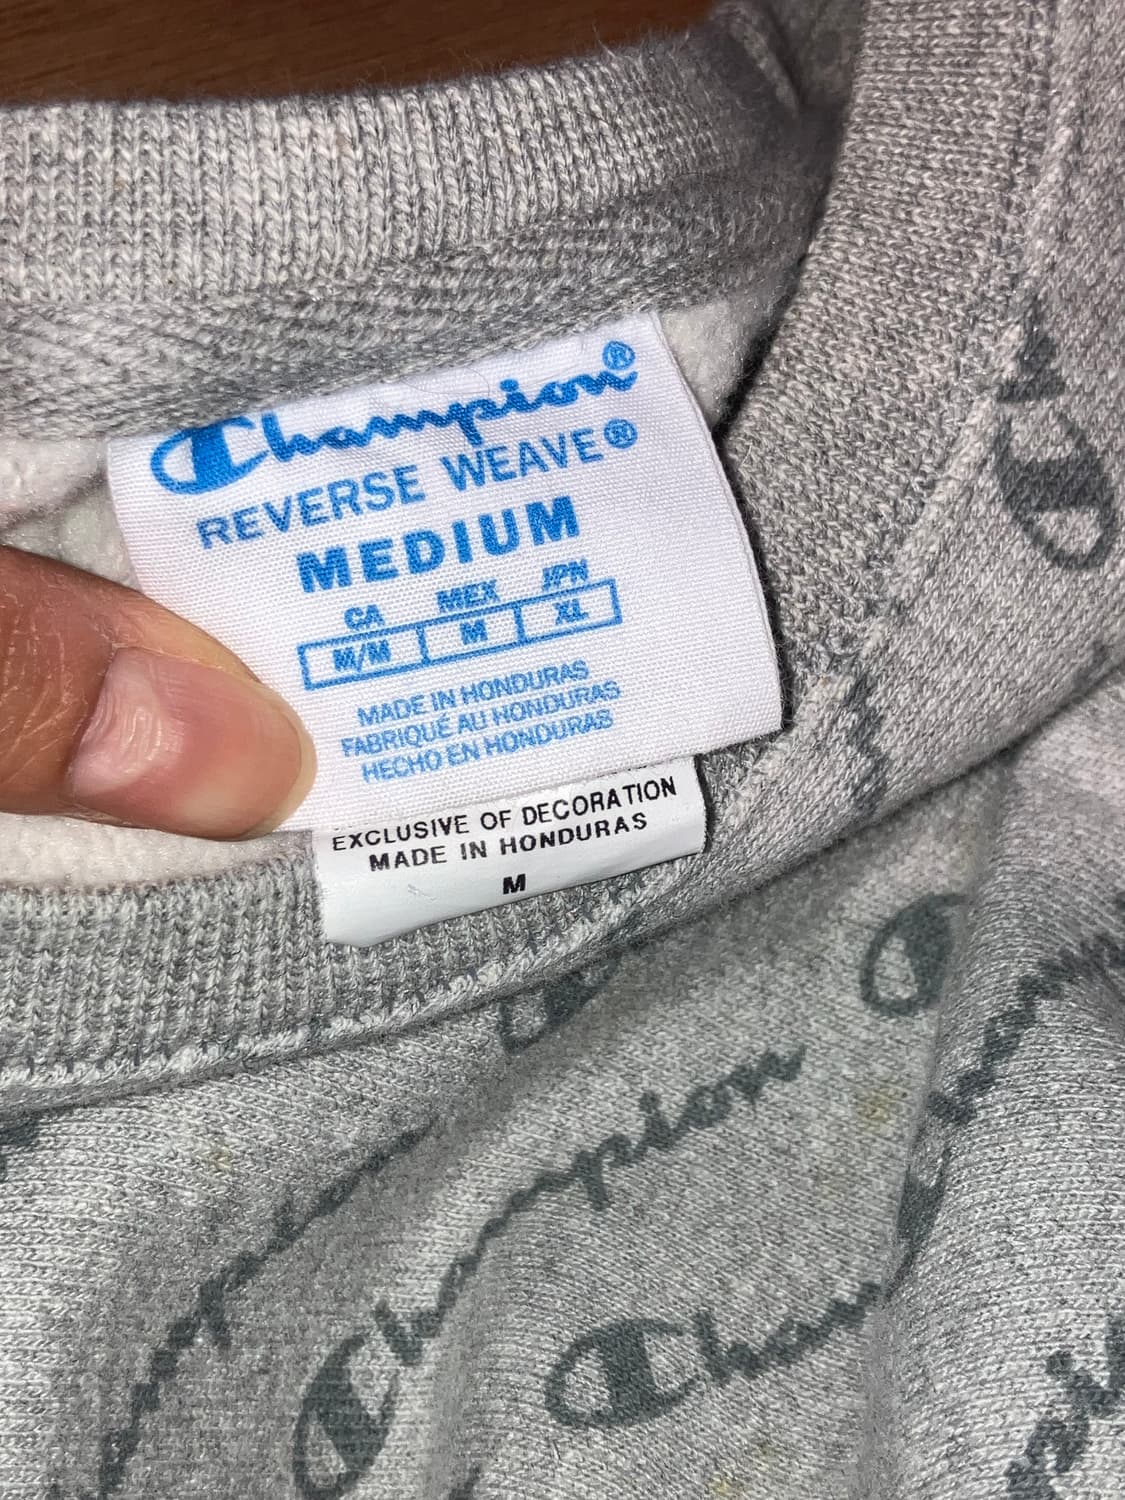 Champion®
REVERSE WEAVE®
MEDIUM
CA MEX JPN
M/M M XL
MADE IN HONDURAS
FABRIQUÉ AU HONDURAS
HECHO EN HONDURAS
EXCLUSIVE OF DECORATION
MADE IN HONDURAS
M
Champion
Cham